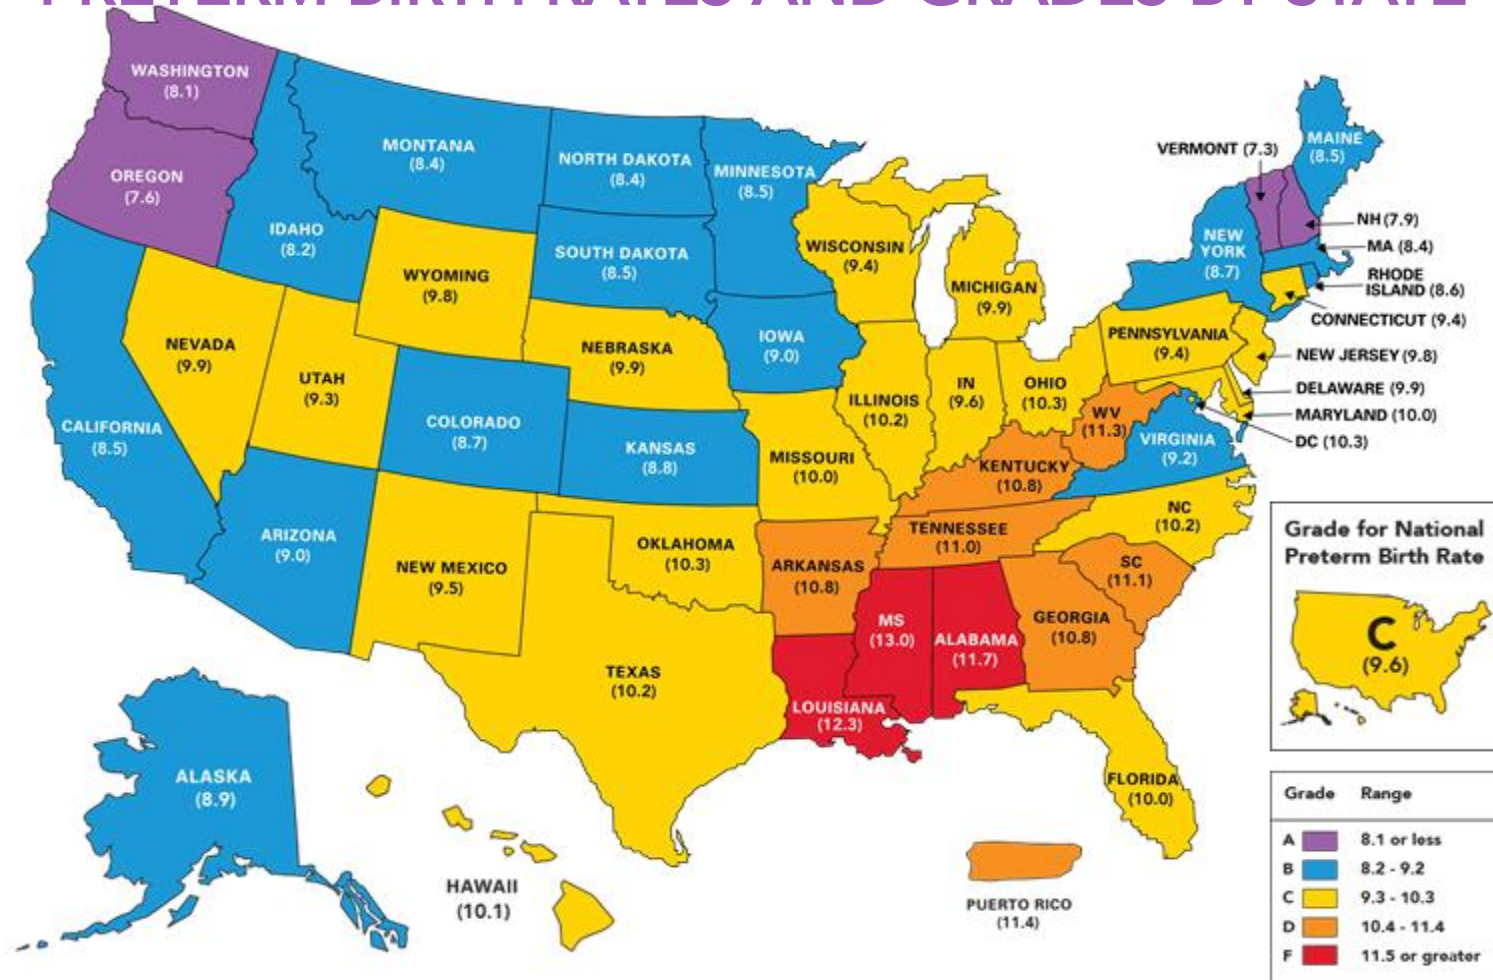 PRETERM BIRTH RATES AND GRADES BY STATE
WASHINGTON
(8.1)
OREGON
(7.6)
MONTANA
(8.4)
IDAHO
(8.2)
NORTH DAKOTA
(8.4)
MINNESOTA
(8.5)
SOUTH DAKOTA
(8.5)
WYOMING
(9.8)
WISCONSIN
(9.4)
MICHIGAN
(9.9)
VERMONT (7.3)
MAINE
(8.5)
NH (7.9)
NEW
YORK
(8.7)
MA (8.4)
RHODE
ISLAND (8.6)
CONNECTICUT (9.4)
PENNSYLVANIA
(9.4)
NEW JERSEY (9.8)
DELAWARE (9.9)
MARYLAND (10.0)
DC (10.3)
NEVADA
(9.9)
UTAH
(9.3)
NEBRASKA
(9.9)
IOWA
(9.0)
ILLINOIS
(10.2)
IN
(9.6)
OHIO
(10.3)
WV
(11.3)
VIRGINIA
(9.2)
CALIFORNIA
(8.5)
COLORADO
(8.7)
KANSAS
(8.8)
MISSOURI
(10.0)
KENTUCKY
(10.8)
NC
(10.2)
ARIZONA
(9.0)
NEW MEXICO
(9.5)
OKLAHOMA
(10.3)
ARKANSAS
(10.8)
TENNESSEE
(11.0)
SC
(11.1)
MS
(13.0)
ALABAMA
(11.7)
GEORGIA
(10.8)
TEXAS
(10.2)
LOUISIANA
(12.3)
FLORIDA
(10.0)
ALASKA
(8.9)
HAWAII
(10.1)
PUERTO RICO
(11.4)
Grade for National
Preterm Birth Rate
C
(9.6)
Grade Range
A 8.1 or less
B 8.2 - 9.2
C 9.3 - 10.3
D 10.4 - 11.4
F 11.5 or greater